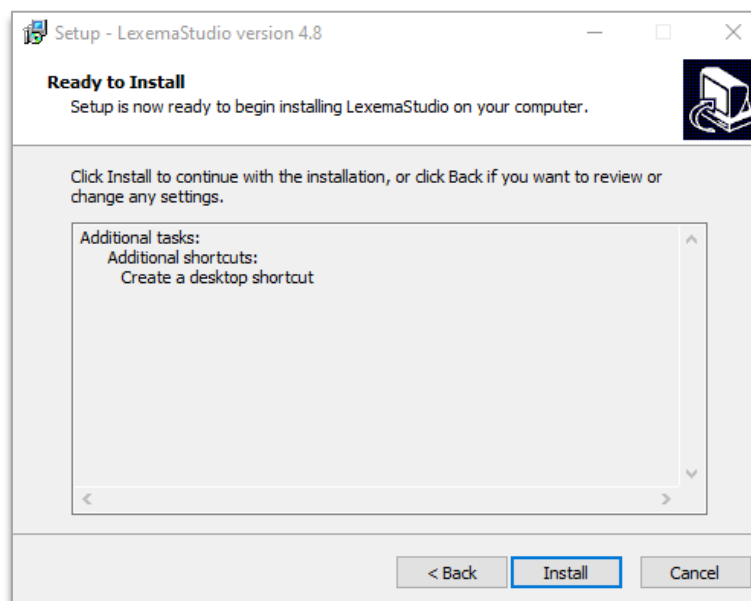 Setup - LexemaStudio version 4.8
Ready to Install
Setup is now ready to begin installing LexemaStudio on your computer.
Click Install to continue with the installation, or click Back if you want to review or
change any settings.
Additional tasks:
Additional shortcuts:
Create a desktop shortcut
< Back
Install
Cancel